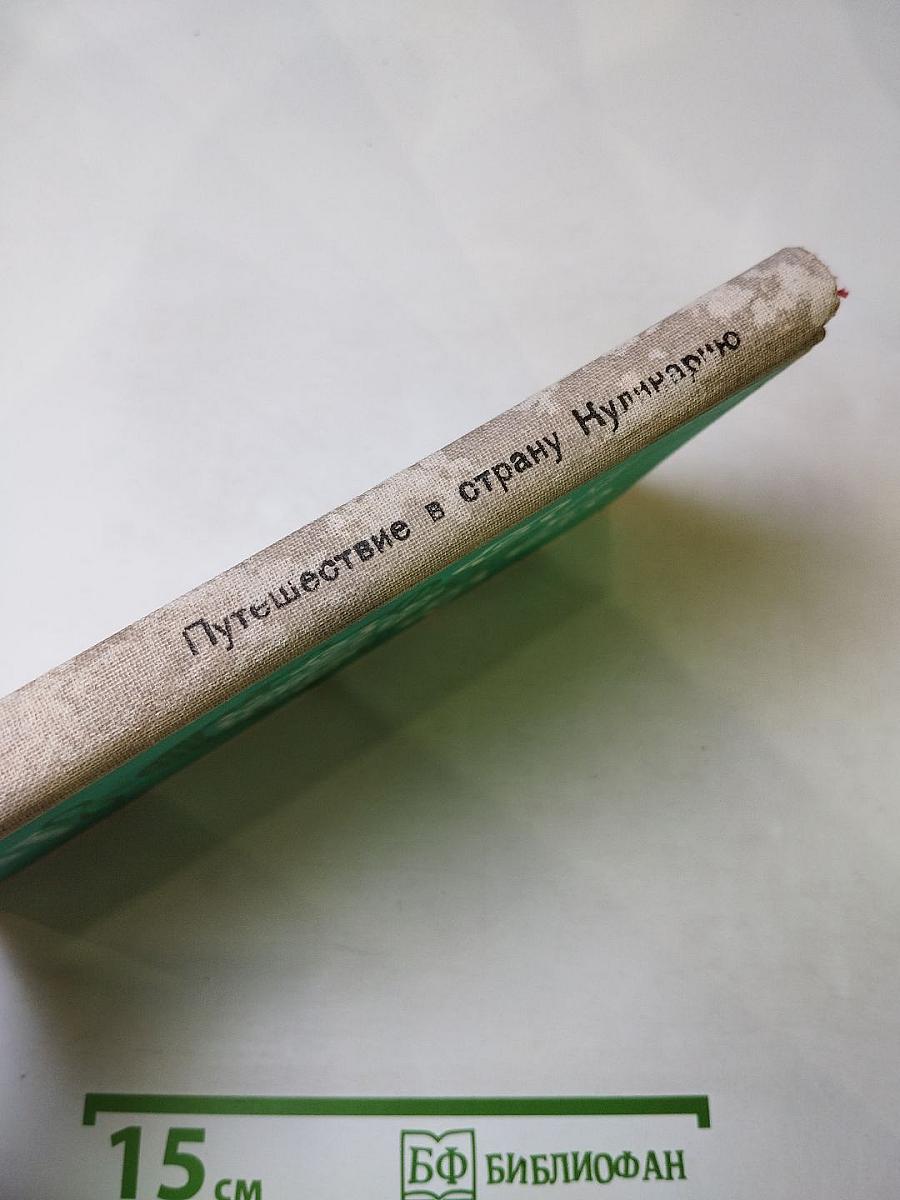 Путешествие в страну Кулинарию
15 см
БФ БИБЛИОФАН